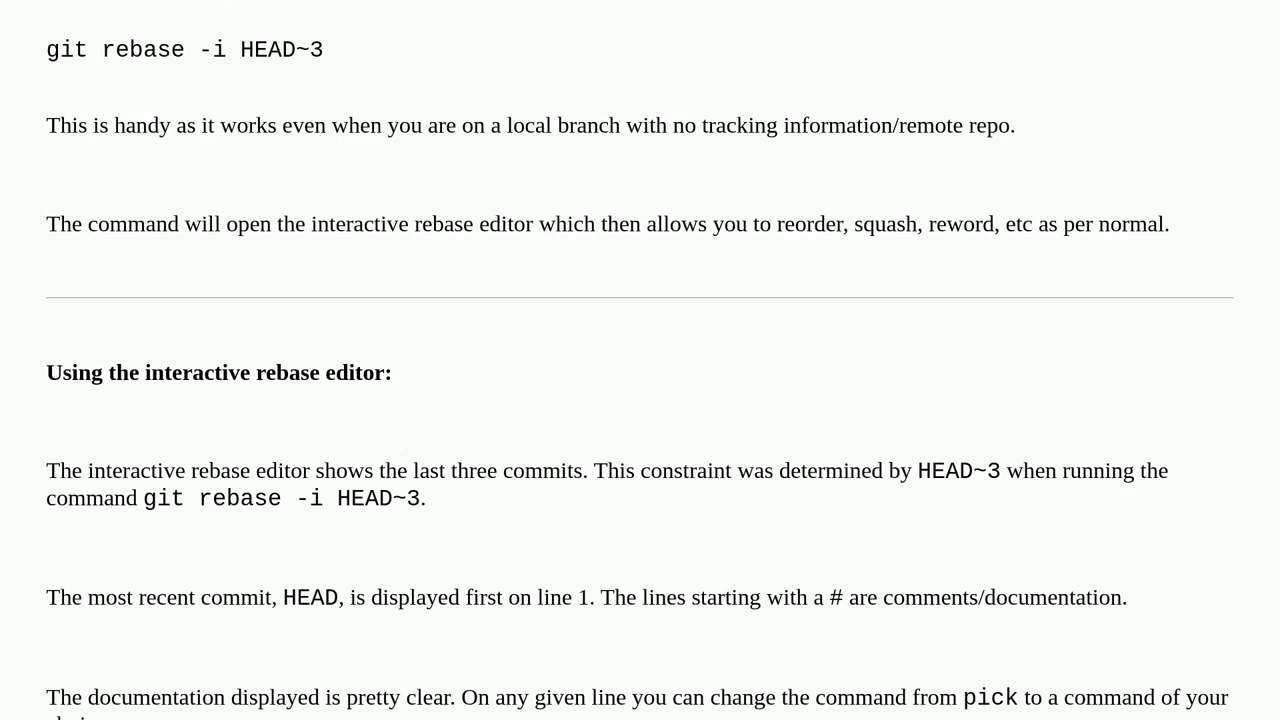 git rebase -i HEAD~3
This is handy as it works even when you are on a local branch with no tracking information/remote repo.
The command will open the interactive rebase editor which then allows you to reorder, squash, reword, etc as per normal.
Using the interactive rebase editor:
The interactive rebase editor shows the last three commits. This constraint was determined by HEAD~3 when running the
command git rebase -i HEAD~3.
The most recent commit, HEAD, is displayed first on line 1. The lines starting with a # are comments/documentation.
The documentation displayed is pretty clear. On any given line you can change the command from pick to a command of your